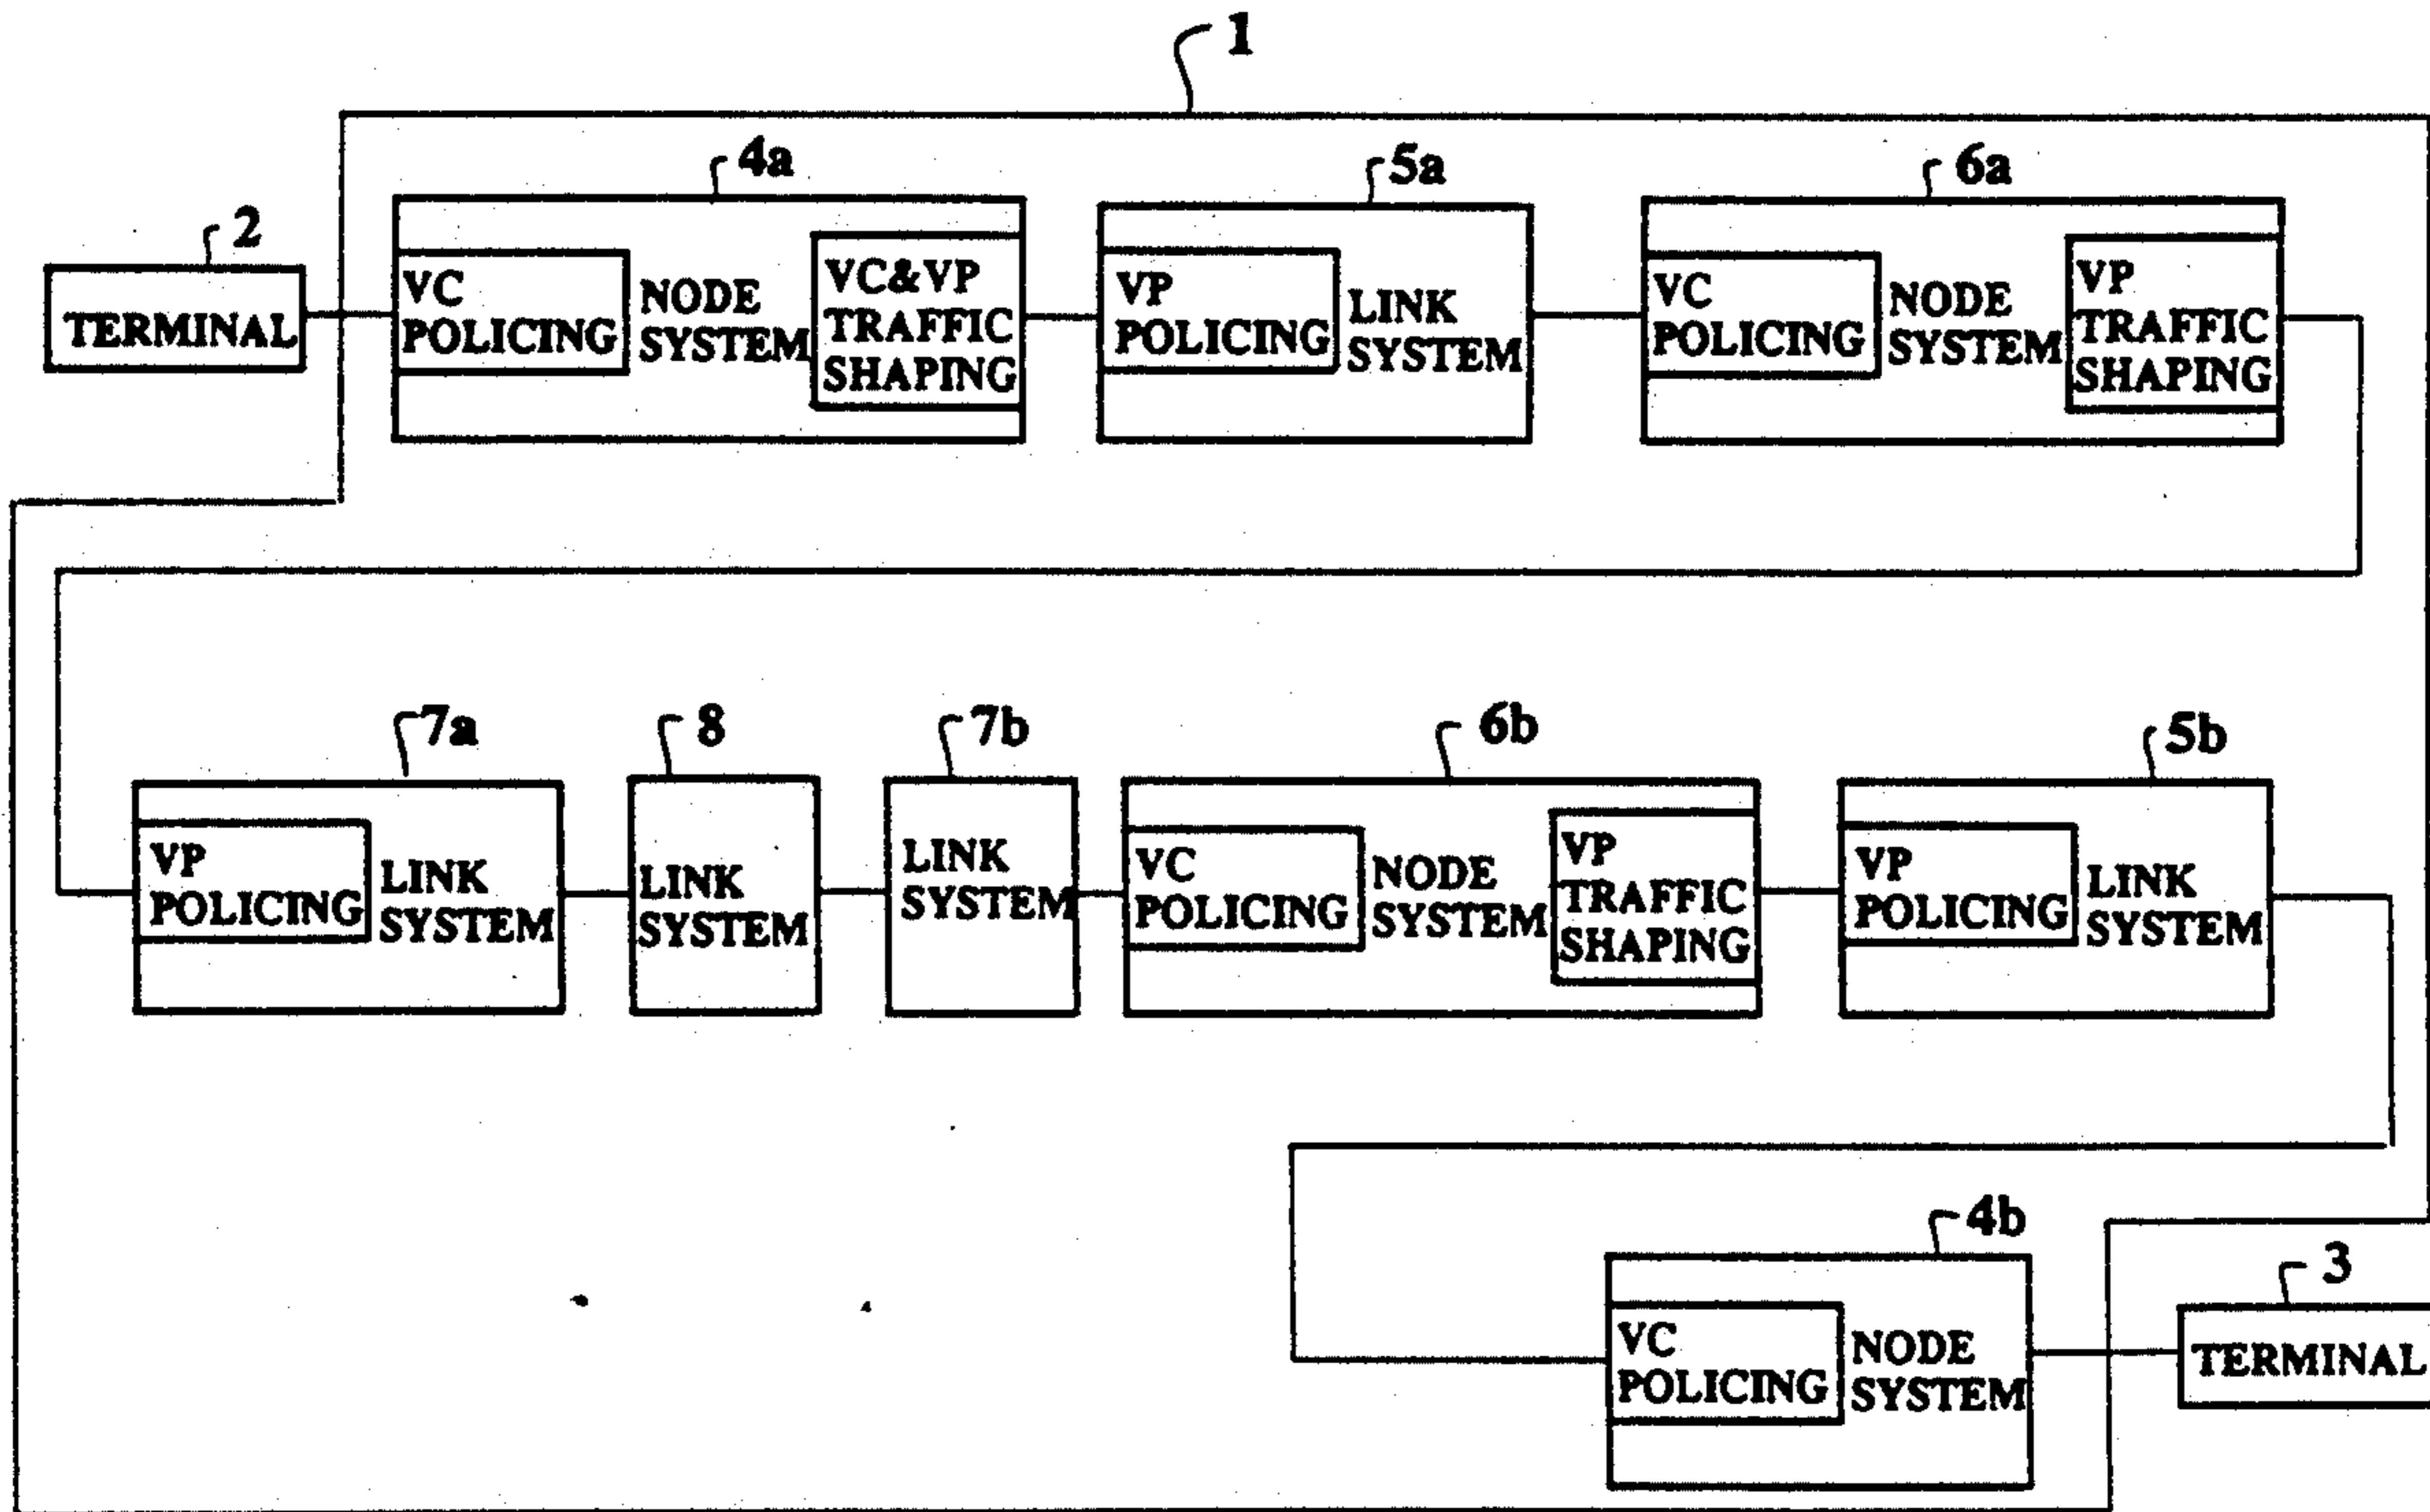 1
4a
5a
6a
2
TERMINAL
VC
POLICING
NODE
SYSTEM
VC&VP
TRAFFIC
SHAPING
VP
POLICING
LINK
SYSTEM
VC
POLICING
NODE
SYSTEM
VP
TRAFFIC
SHAPING
7a
8
7b
6b
5b
VP
POLICING
LINK
SYSTEM
LINK
SYSTEM
LINK
SYSTEM
VC
POLICING
NODE
SYSTEM
VP
TRAFFIC
SHAPING
VP
POLICING
LINK
SYSTEM
4b
3
VC
POLICING
NODE
SYSTEM
TERMINAL